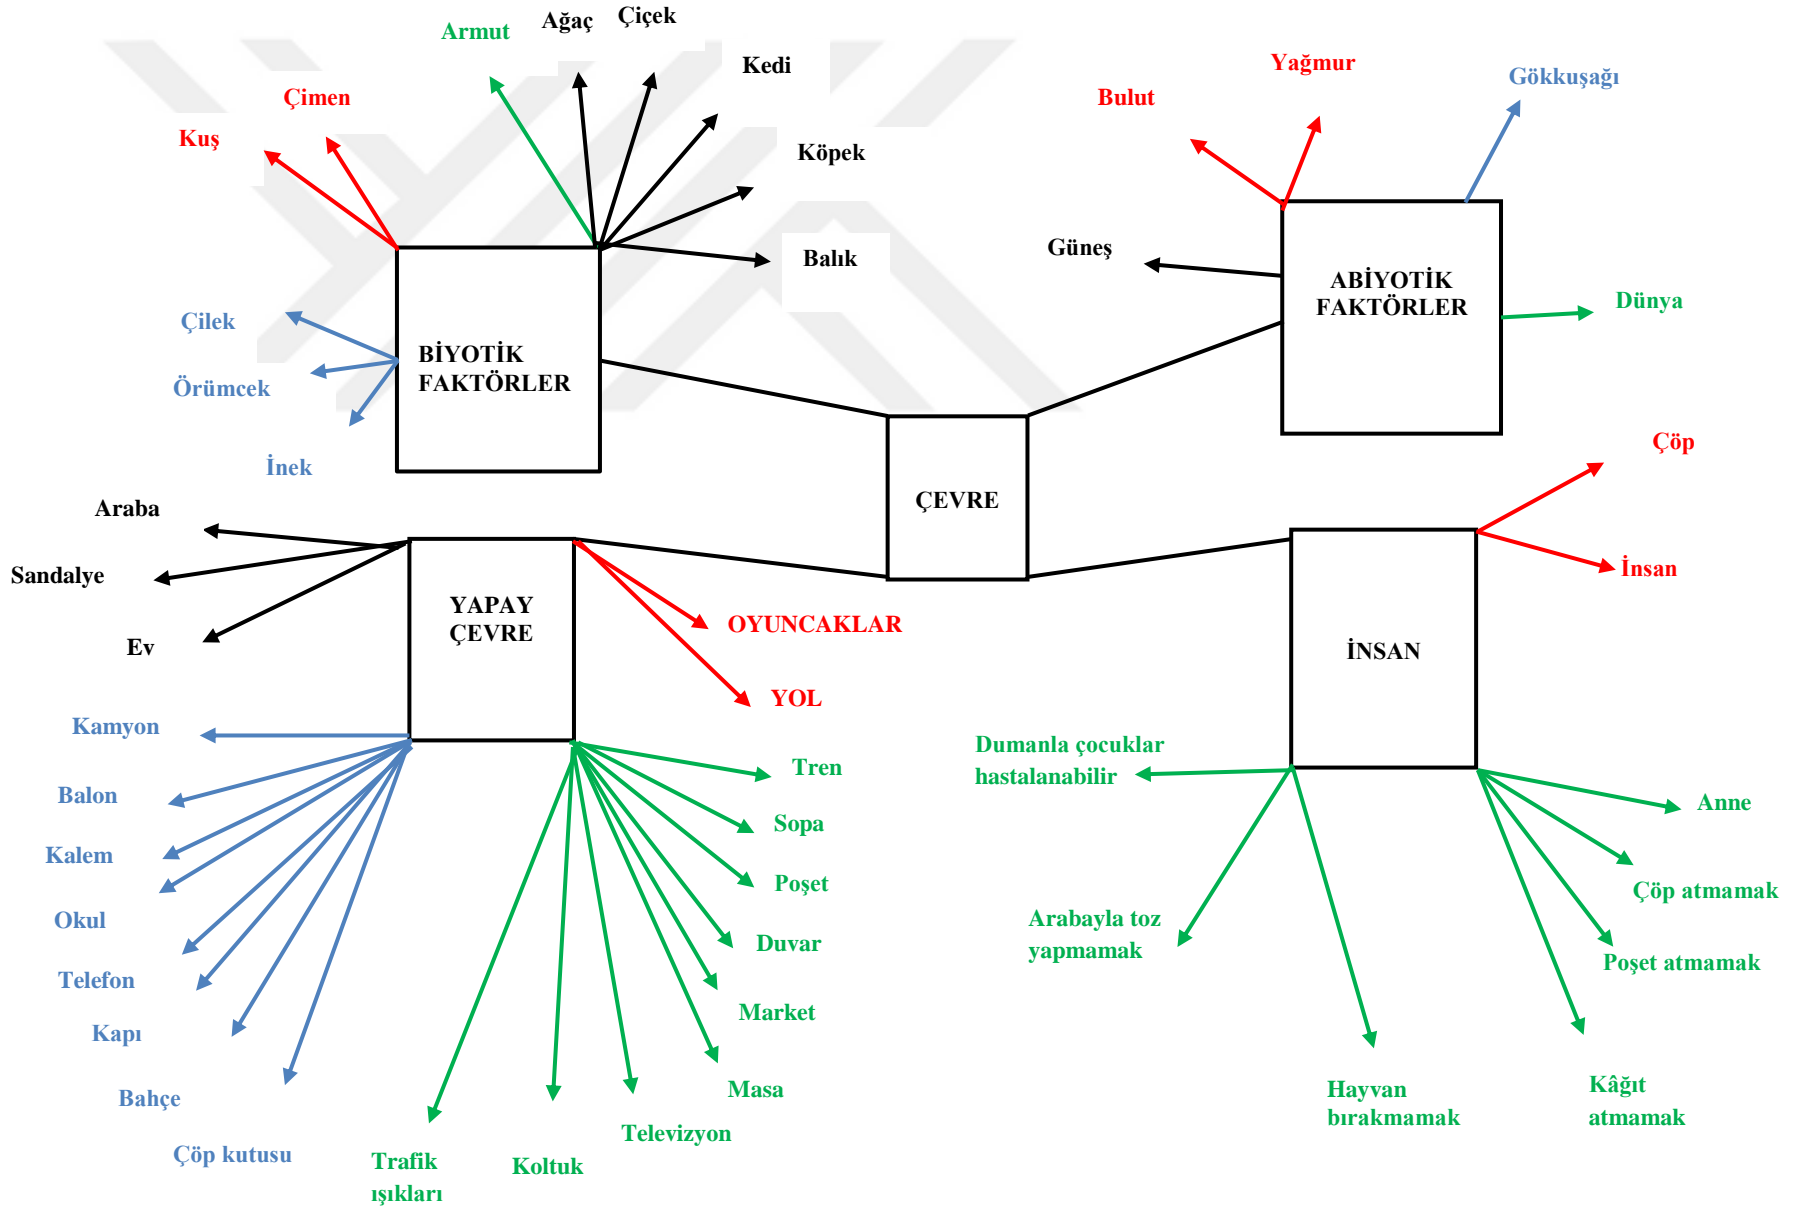 Armut
Ağaç
Çiçek
Kedi
Köpek
Balık
Çimen
Kuş
Çilek
Örümcek
İnek
BİYOTİK
FAKTÖRLER
Bulut
Yağmur
Gökkuşağı
Güneş
ABİYOTİK
FAKTÖRLER
Dünya
ÇEVRE
Araba
Sandalye
Ev
YAPAY
ÇEVRE
OYUNCAKLAR
YOL
Kamyon
Balon
Kalem
Okul
Telefon
Kapı
Bahçe
Çöp kutusu
Tren
Sopa
Poşet
Duvar
Market
Masa
Televizyon
Koltuk
Trafik
ışıkları
Çöp
İnsan
İNSAN
Dumanla çocuklar
hastalanabilir
Arabayla toz
yapmamak
Hayvan
bırakmamak
Anne
Çöp atmamak
Poşet atmamak
Kâğıt
atmamak